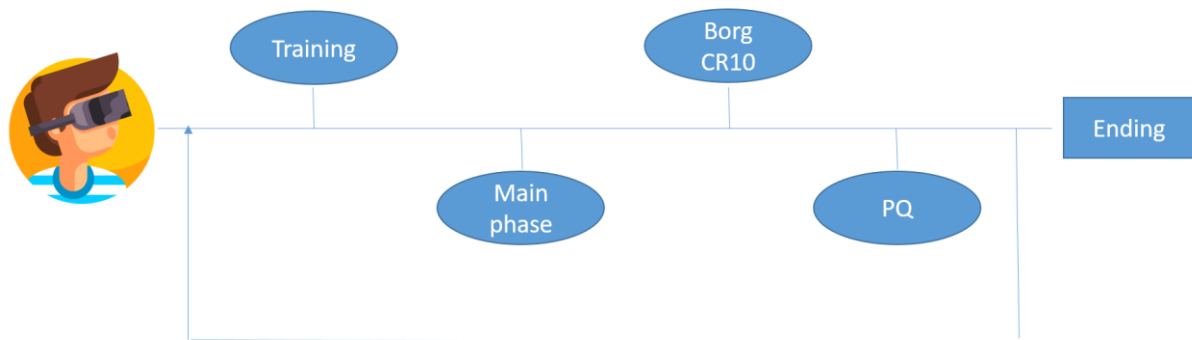 Training
Borg
CR10
Ending
Main
phase
PQ